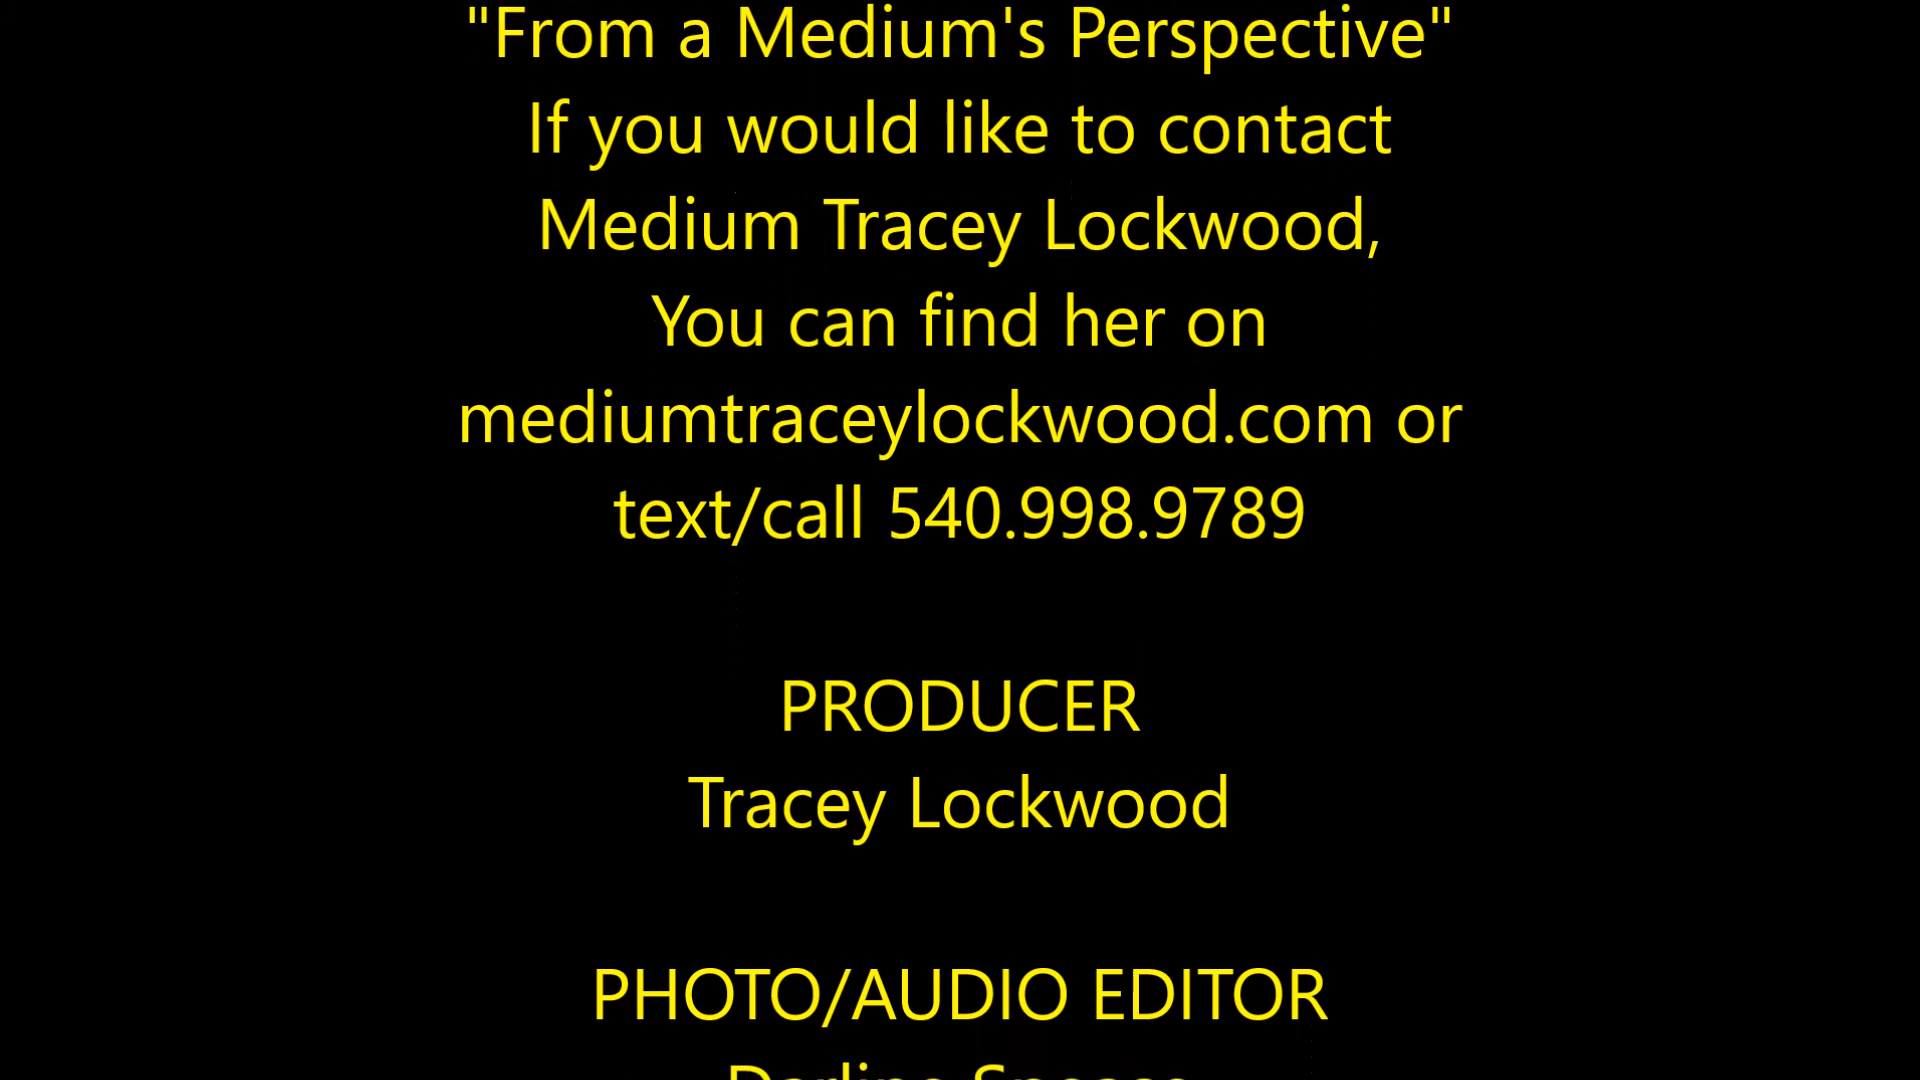 "From a Medium's Perspective"
If you would like to contact
Medium Tracey Lockwood,
You can find her on
mediumtraceylockwood.com or
text/call 540.998.9789
PRODUCER
Tracey Lockwood
PHOTO/AUDIO EDITOR